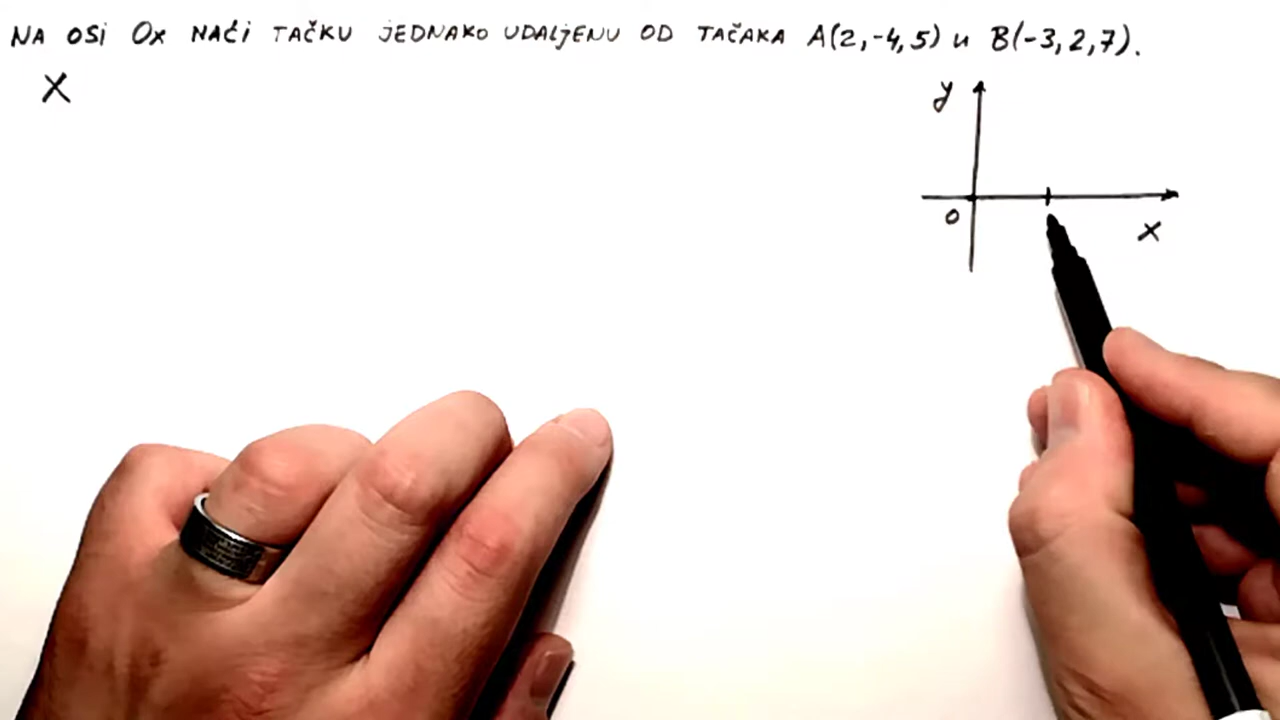 NA OSI Ox NAĆI TAČKU JEDNAKO UDALJENU OD TAČAKA A(2,-4,5) и B(-3,2,7).
X
y
0
x